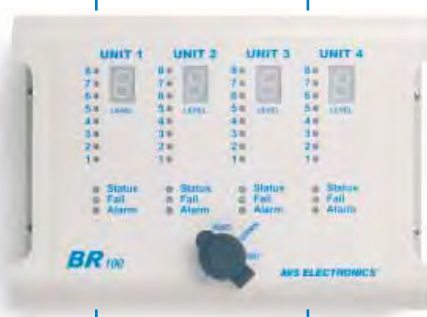 UNIT 1 UNIT 2 UNIT 3 UNIT 4
8 8 8 8
7 7 7 7
6 6 6 6
5 LEVEL 5 LEVEL 5 LEVEL 5 LEVEL
4 4 4 4
3 3 3 3
2 2 2 2
1 1 1 1
Status Status Status Status
Fail Fail Fail Fail
Alarm Alarm Alarm Alarm
BR 100
AVS ELECTRONICS